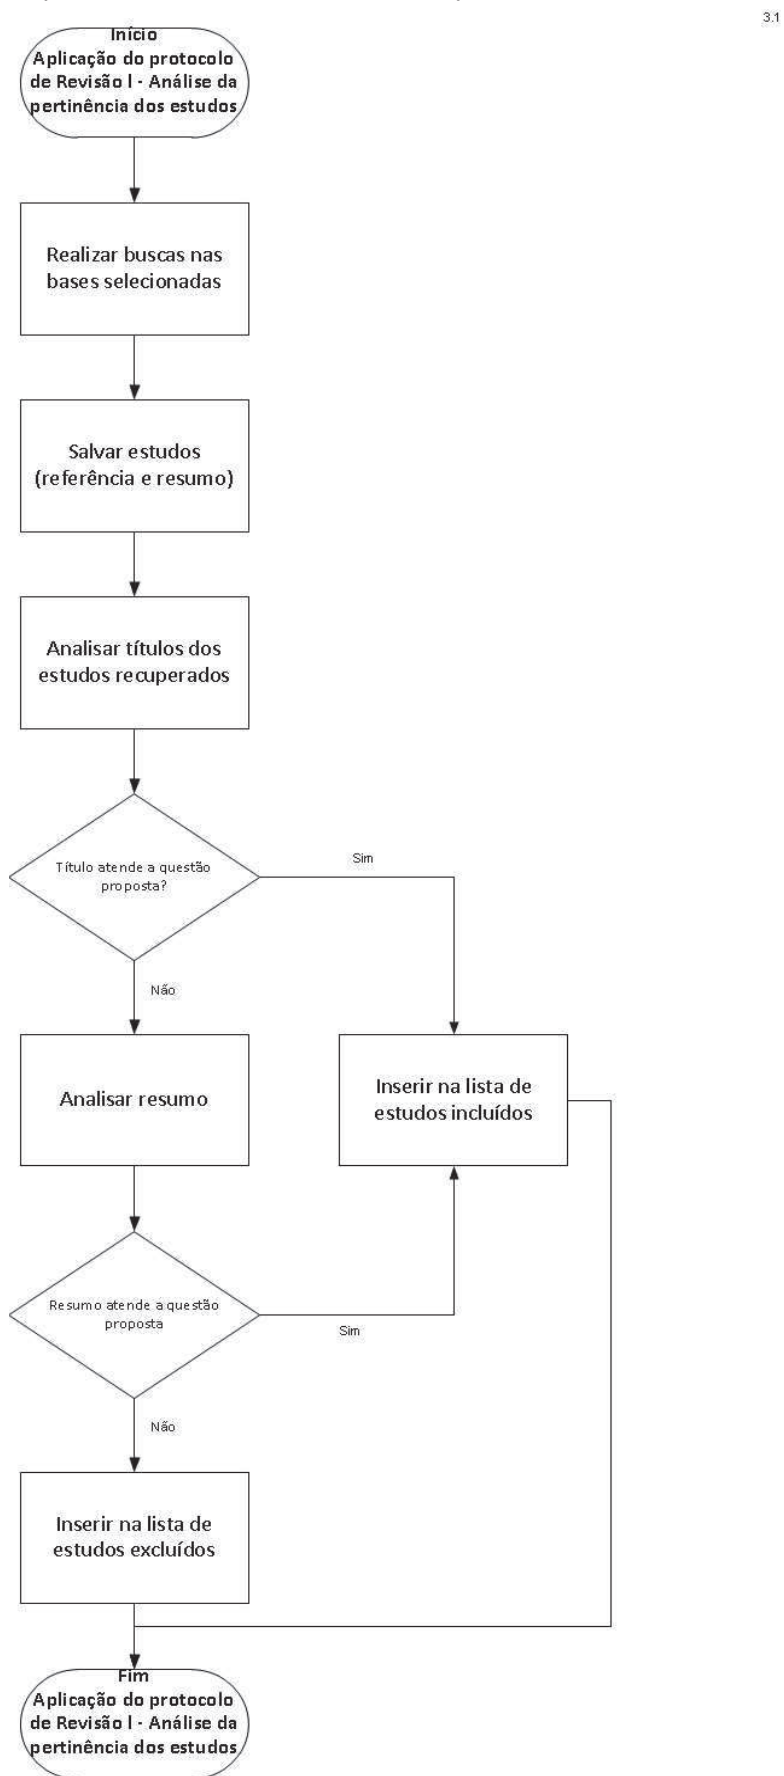 3.1
Início
Aplicação do protocolo
de Revisão I - Análise da
pertinência dos estudos
Realizar buscas nas
bases selecionadas
Salvar estudos
(referência e resumo)
Analisar títulos dos
estudos recuperados
Título atende a questão
proposta?
Sim
Não
Analisar resumo
Inserir na lista de
estudos incluídos
Resumo atende a questão
proposta
Sim
Não
Inserir na lista de
estudos excluídos
Fim
Aplicação do protocolo
de Revisão I - Análise da
pertinência dos estudos